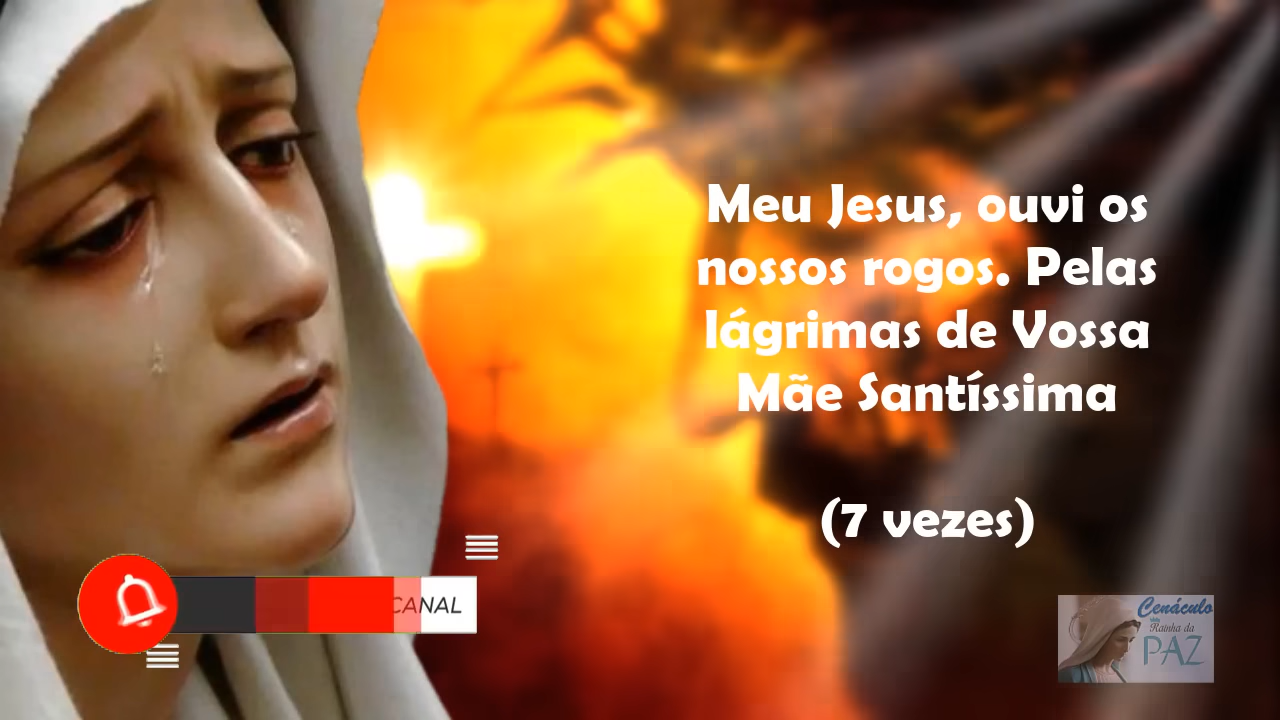 Meu Jesus, ouvi os
nossos rogos. Pelas
lágrimas de Vossa
Mãe Santíssima
(7 vezes)
CANAL
Cenáculo
Rainha da
PAZ